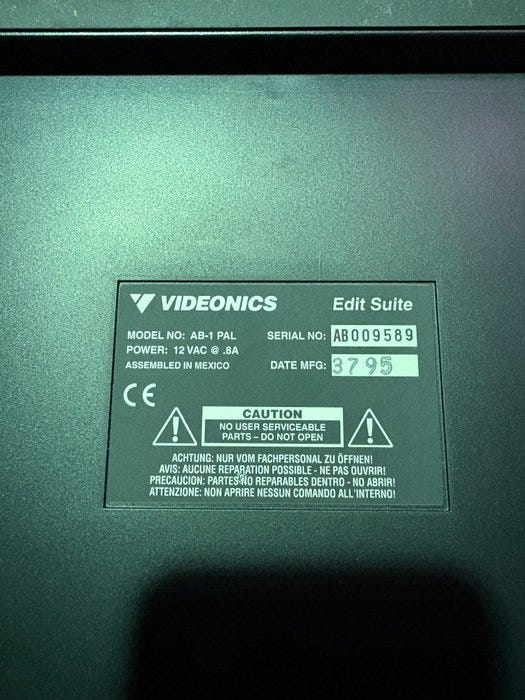 VIDEONICS Edit Suite
MODEL NO: AB-1 PAL SERIAL NO: AB009589
POWER: 12 VAC @ .8A
ASSEMBLED IN MEXICO DATE MFG: 3795
CE
CAUTION
NO USER SERVICEABLE
PARTS – DO NOT OPEN
ACHTUNG: NUR VOM FACHPERSONAL ZU ÖFFNEN!
AVIS: AUCUNE REPARATION POSSIBLE - NE PAS OUVRIR!
PRECAUCION: PARTES NO REPARABLES DENTRO - NO ABRIR!
ATTENZIONE: NON APRIRE NESSUN COMANDO ALL'INTERNO!